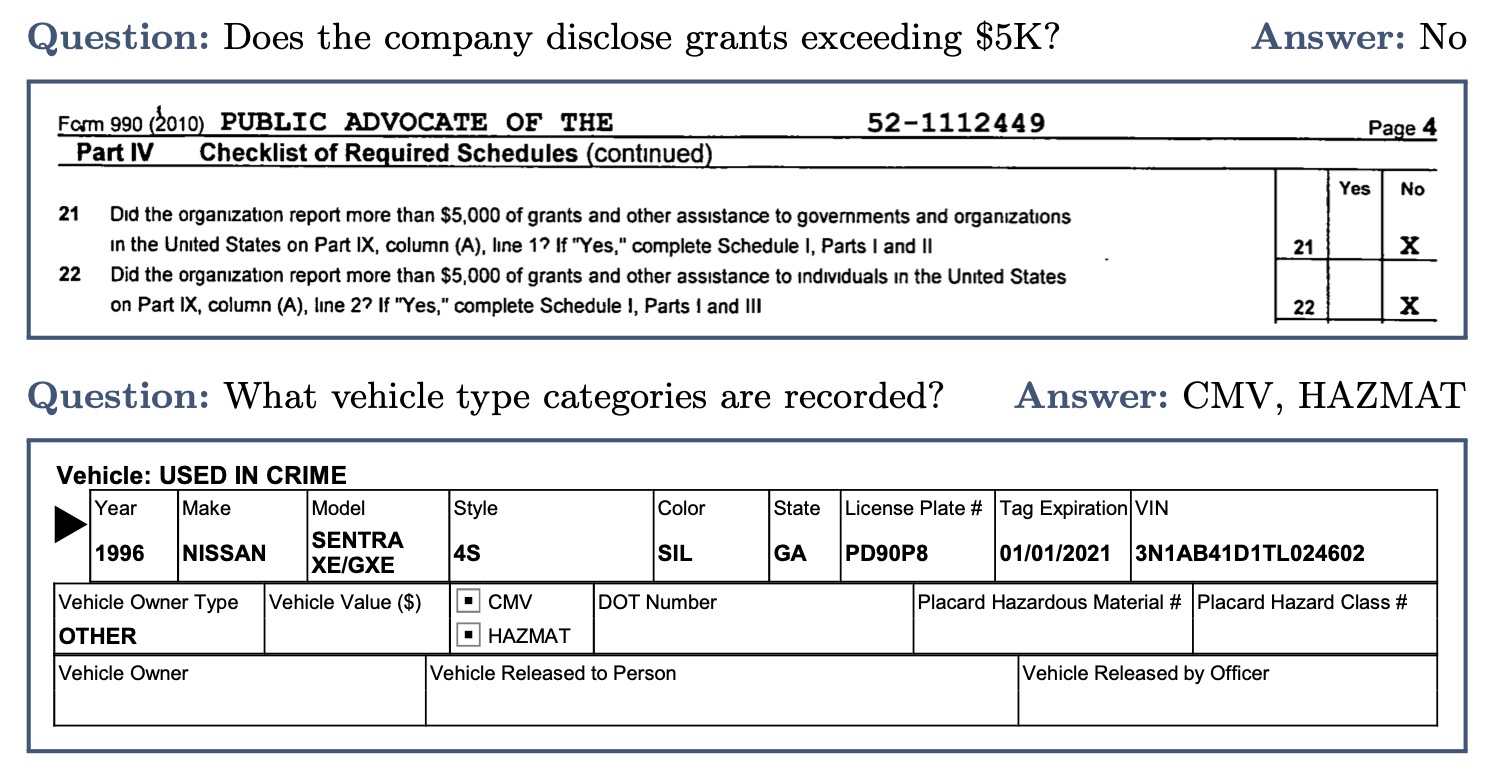 Question: Does the company disclose grants exceeding $5K? Answer: No
Form 990 (2010) PUBLIC ADVOCATE OF THE 52-1112449 Page 4
Part IV Checklist of Required Schedules (continued)
Yes No
21 Did the organization report more than $5,000 of grants and other assistance to governments and organizations
in the United States on Part IX, column (A), line 1? If "Yes," complete Schedule I, Parts I and II 21 X
22 Did the organization report more than $5,000 of grants and other assistance to individuals in the United States
on Part IX, column (A), line 2? If "Yes," complete Schedule I, Parts I and III 22 X
Question: What vehicle type categories are recorded? Answer: CMV, HAZMAT
Vehicle: USED IN CRIME
Year Make Model Style Color State License Plate # Tag Expiration VIN
1996 NISSAN SENTRA XE/GXE 4S SIL GA PD90P8 01/01/2021 3N1AB41D1TL024602
Vehicle Owner Type Vehicle Value ($) CMV DOT Number Placard Hazardous Material # Placard Hazard Class #
OTHER HAZMAT
Vehicle Owner Vehicle Released to Person Vehicle Released by Officer